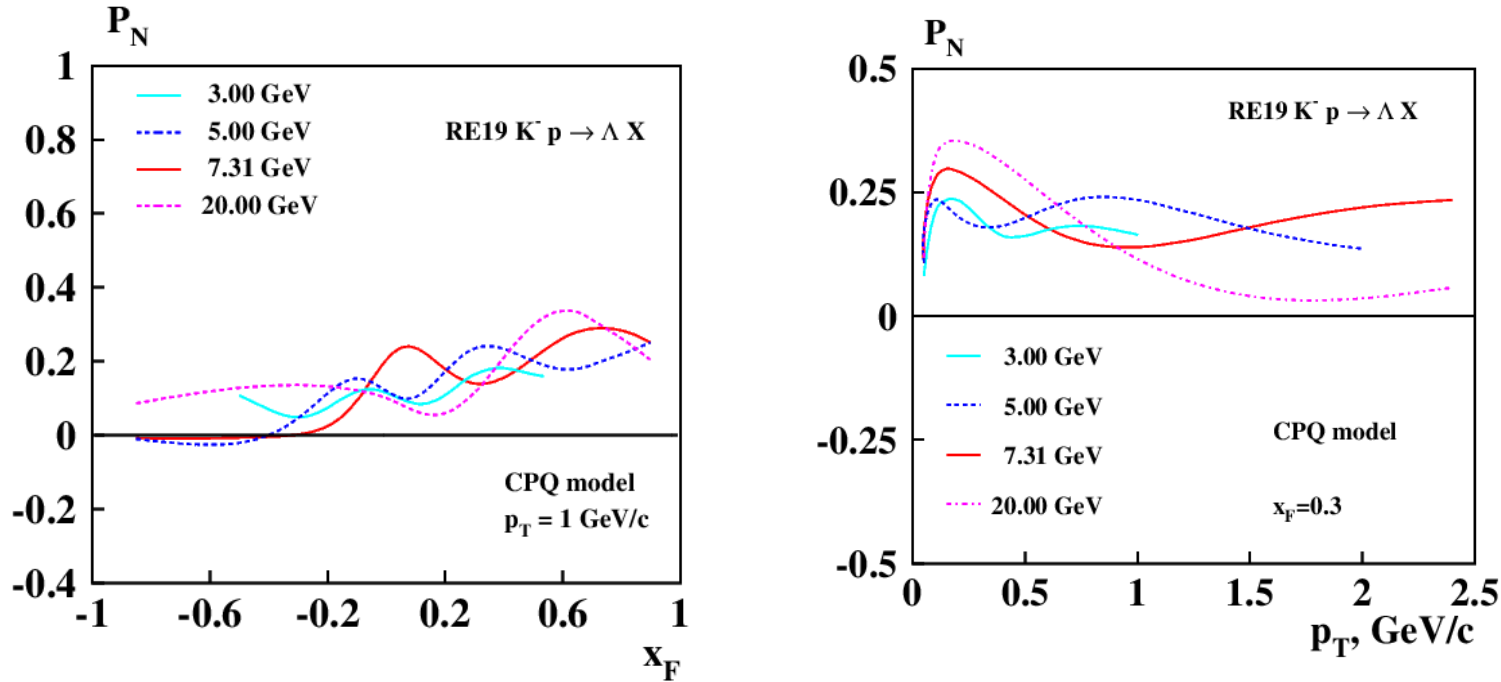 P_N
1
0.8
0.6
0.4
0.2
0
-0.2
-0.4
3.00 GeV
5.00 GeV
7.31 GeV
20.00 GeV
RE19 K⁻ p → Λ X
CPQ model
p_T = 1 GeV/c
-1 -0.6 -0.2 0.2 0.6 1
x_F
P_N
0.5
0.25
0
-0.25
-0.5
RE19 K⁻ p → Λ X
3.00 GeV
5.00 GeV
7.31 GeV
20.00 GeV
CPQ model
x_F=0.3
0 0.5 1 1.5 2 2.5
p_T, GeV/c